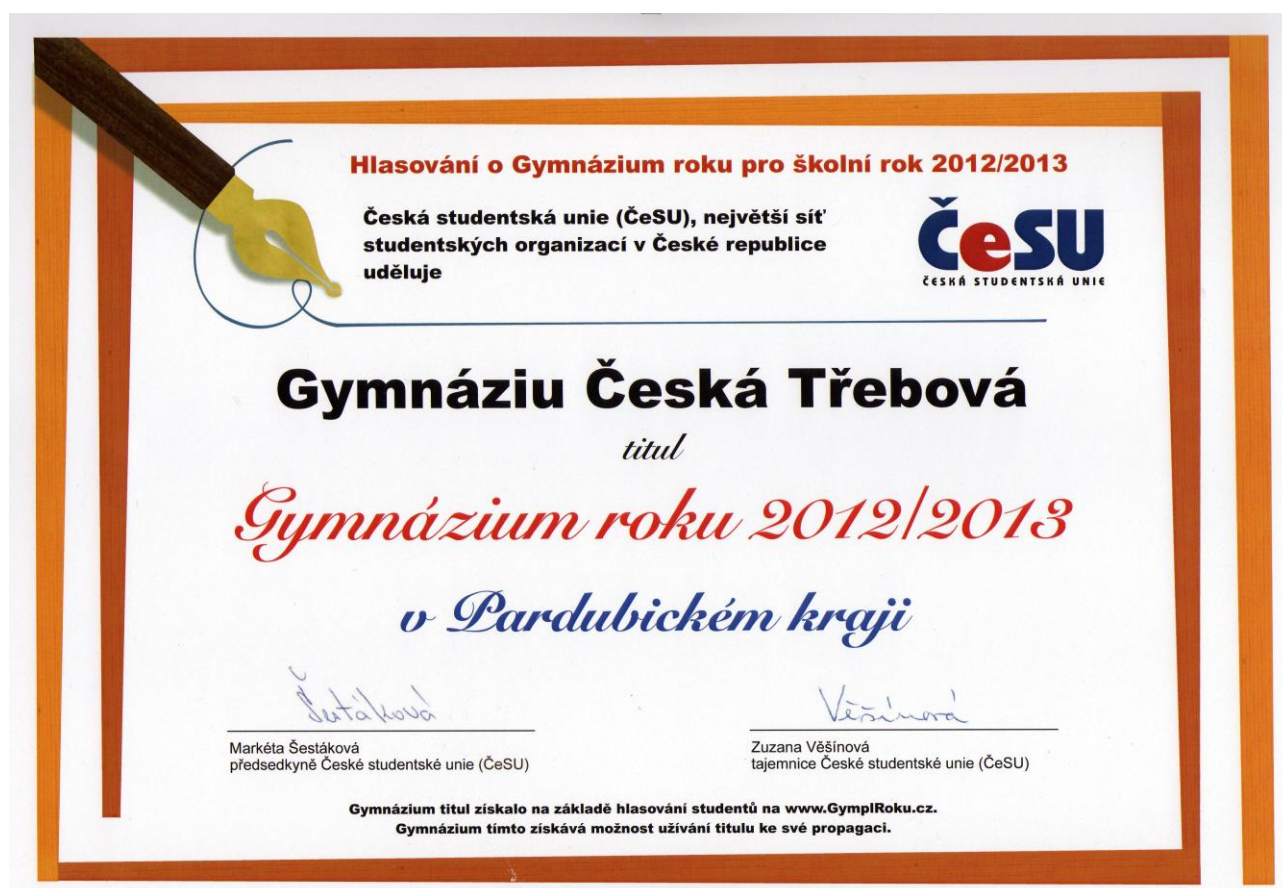 Hlasování o Gymnázium roku pro školní rok 2012/2013
Česká studentská unie (ČeSU), největší síť
studentských organizací v České republice
uděluje
ČeSU
ČESKÁ STUDENTSKÁ UNIE
Gymnáziu Česká Třebová
titul
Gymnázium roku 2012/2013
v Pardubickém kraji
Šestáková
Věšínová
Markéta Šestáková
předsedkyně České studentské unie (ČeSU)
Zuzana Věšínová
tajemnice České studentské unie (ČeSU)
Gymnázium titul získalo na základě hlasování studentů na www.GymplRoku.cz.
Gymnázium tímto získává možnost užívání titulu ke své propagaci.